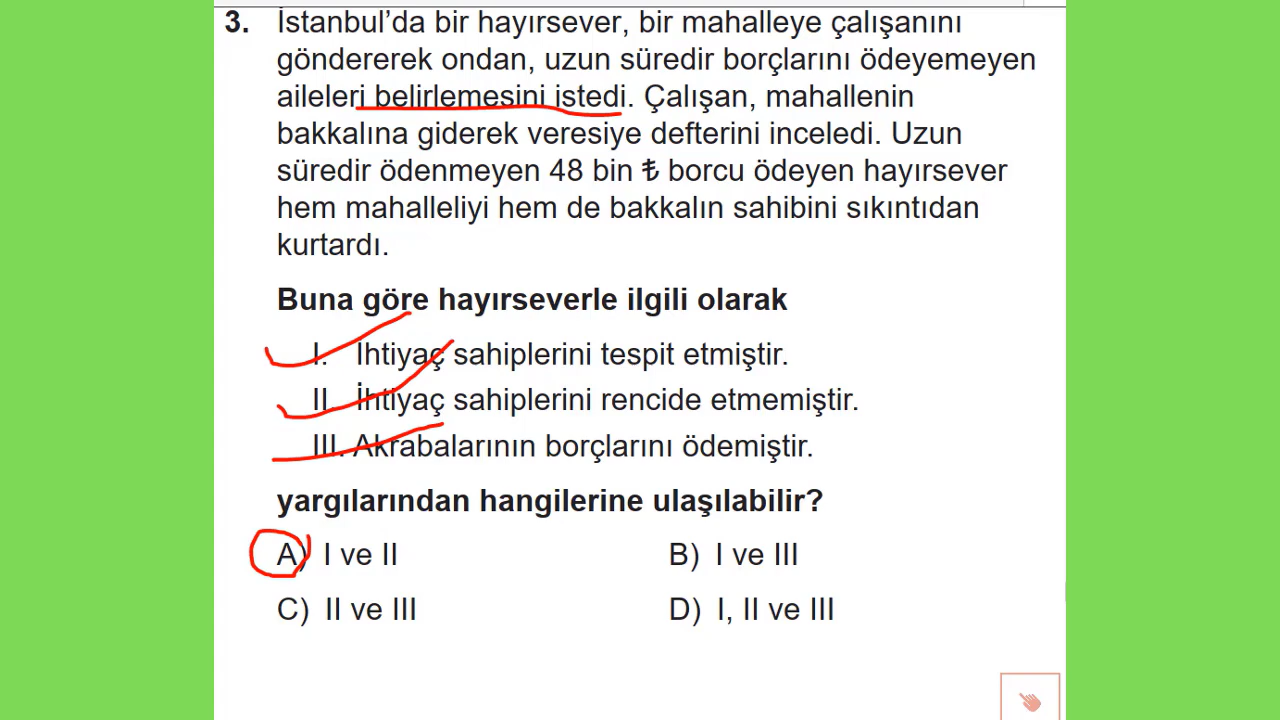 3. İstanbul'da bir hayırsever, bir mahalleye çalışanını
göndererek ondan, uzun süredir borçlarını ödeyemeyen
aileleri belirlemesini istedi. Çalışan, mahallenin
bakkalına giderek veresiye defterini inceledi. Uzun
süredir ödenmeyen 48 bin ₺ borcu ödeyen hayırsever
hem mahalleliyi hem de bakkalın sahibini sıkıntıdan
kurtardı.
Buna göre hayırseverle ilgili olarak
I. İhtiyaç sahiplerini tespit etmiştir.
II. İhtiyaç sahiplerini rencide etmemiştir.
III. Akrabalarının borçlarını ödemiştir.
yargılarından hangilerine ulaşılabilir?
A) I ve II B) I ve III
C) II ve III D) I, II ve III